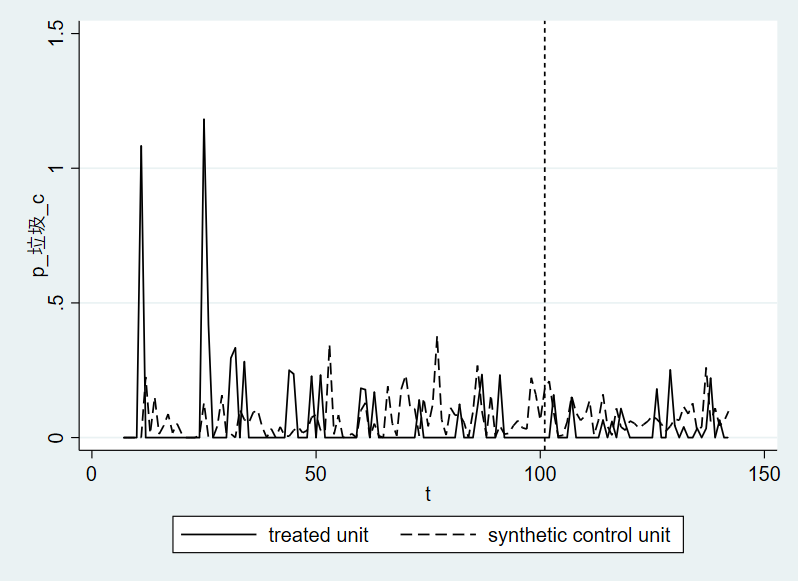 1.5
1
.5
0
p_垃圾_c
0
50
100
150
t
treated unit
synthetic control unit